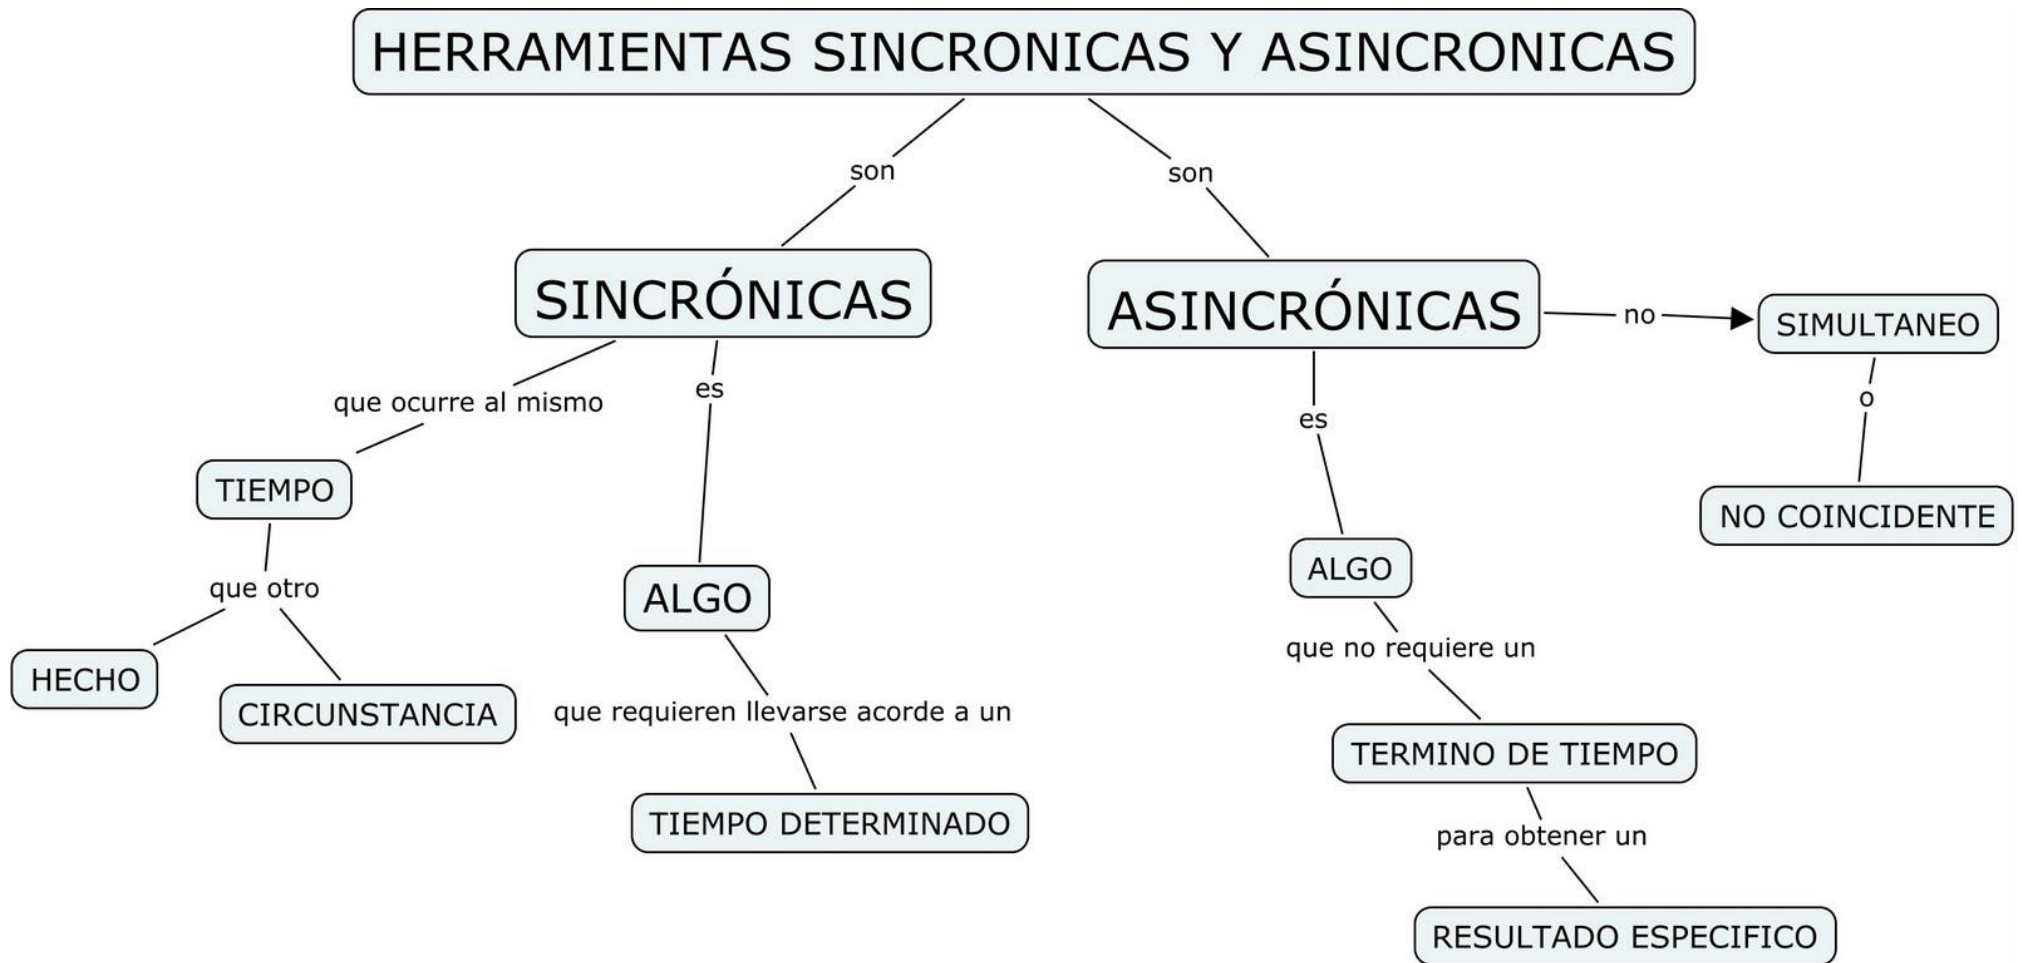 HERRAMIENTAS SINCRONICAS Y ASINCRONICAS
son
son
SINCRÓNICAS
ASINCRÓNICAS
no
SIMULTANEO
que ocurre al mismo
es
es
o
TIEMPO
NO COINCIDENTE
que otro
ALGO
ALGO
HECHO
CIRCUNSTANCIA
que requieren llevarse acorde a un
que no requiere un
TIEMPO DETERMINADO
TERMINO DE TIEMPO
para obtener un
RESULTADO ESPECIFICO